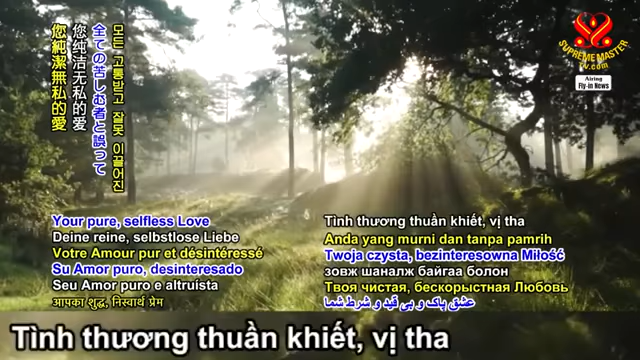 您純潔無私的愛
您纯洁无私的爱
全ての苦しむ者と誤って
모든 고통받고 잘못 이끌어진
SUPREME MASTER
TV.com
Airing
Fly-in News
Your pure, selfless Love
Deine reine, selbstlose Liebe
Votre Amour pur et désintéressé
Su Amor puro, desinteresado
Seu Amor puro e altruísta
आपका शुद्ध, निस्वार्थ प्रेम
Tình thương thuần khiết, vị tha
Anda yang murni dan tanpa pamrih
Twoja czysta, bezinteresowna Miłość
зовж шаналж байгаа болон
Твоя чистая, бескорыстная Любовь
عشق پاک و بی قید و شرط شما
Tình thương thuần khiết, vị tha